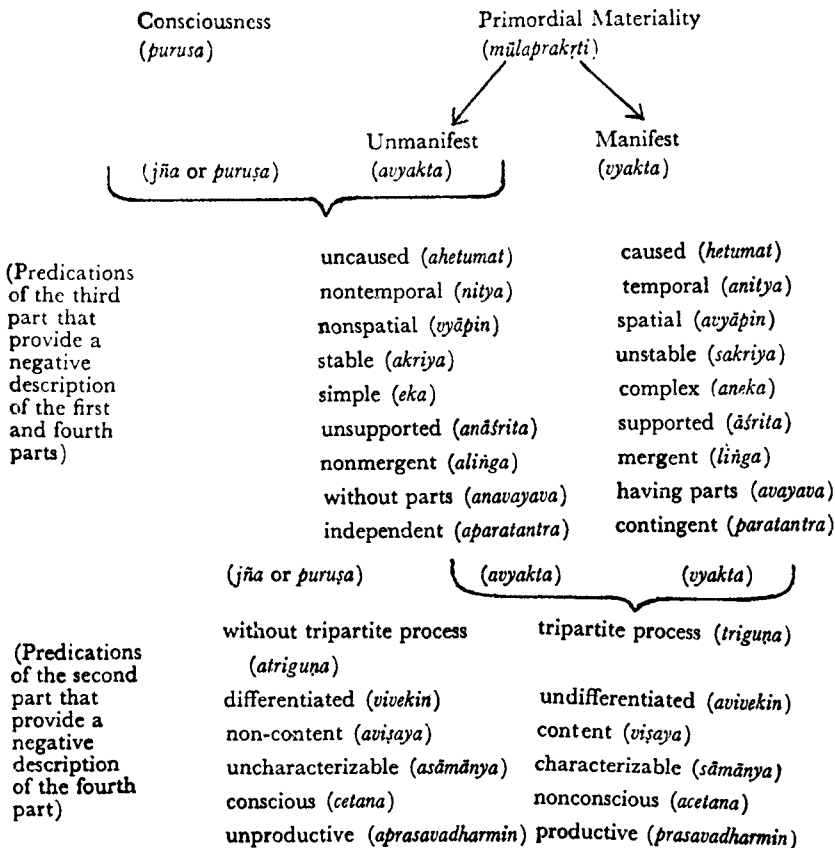 Consciousness Primordial Materiality
(purusa) (mūlaprakṛti)
Unmanifest Manifest
(jña or puruṣa) (avyakta) (vyakta)
(Predications
of the third
part that
provide a
negative
description
of the first
and fourth
parts)
uncaused (ahetumat) caused (hetumat)
nontemporal (nitya) temporal (anitya)
nonspatial (vyāpin) spatial (avyāpin)
stable (akriya) unstable (sakriya)
simple (eka) complex (aneka)
unsupported (anāśrita) supported (āśrita)
nonmergent (aliṅga) mergent (liṅga)
without parts (anavayava) having parts (avayava)
independent (aparatantra) contingent (paratantra)
(jña or puruṣa) (avyakta) (vyakta)
(Predications
of the second
part that
provide a
negative
description
of the fourth
part)
without tripartite process tripartite process (triguṇa)
(atriguṇa)
differentiated (vivekin) undifferentiated (avivekin)
non-content (aviṣaya) content (viṣaya)
uncharacterizable (asāmānya) characterizable (sāmānya)
conscious (cetana) nonconscious (acetana)
unproductive (aprasavadharmin) productive (prasavadharmin)